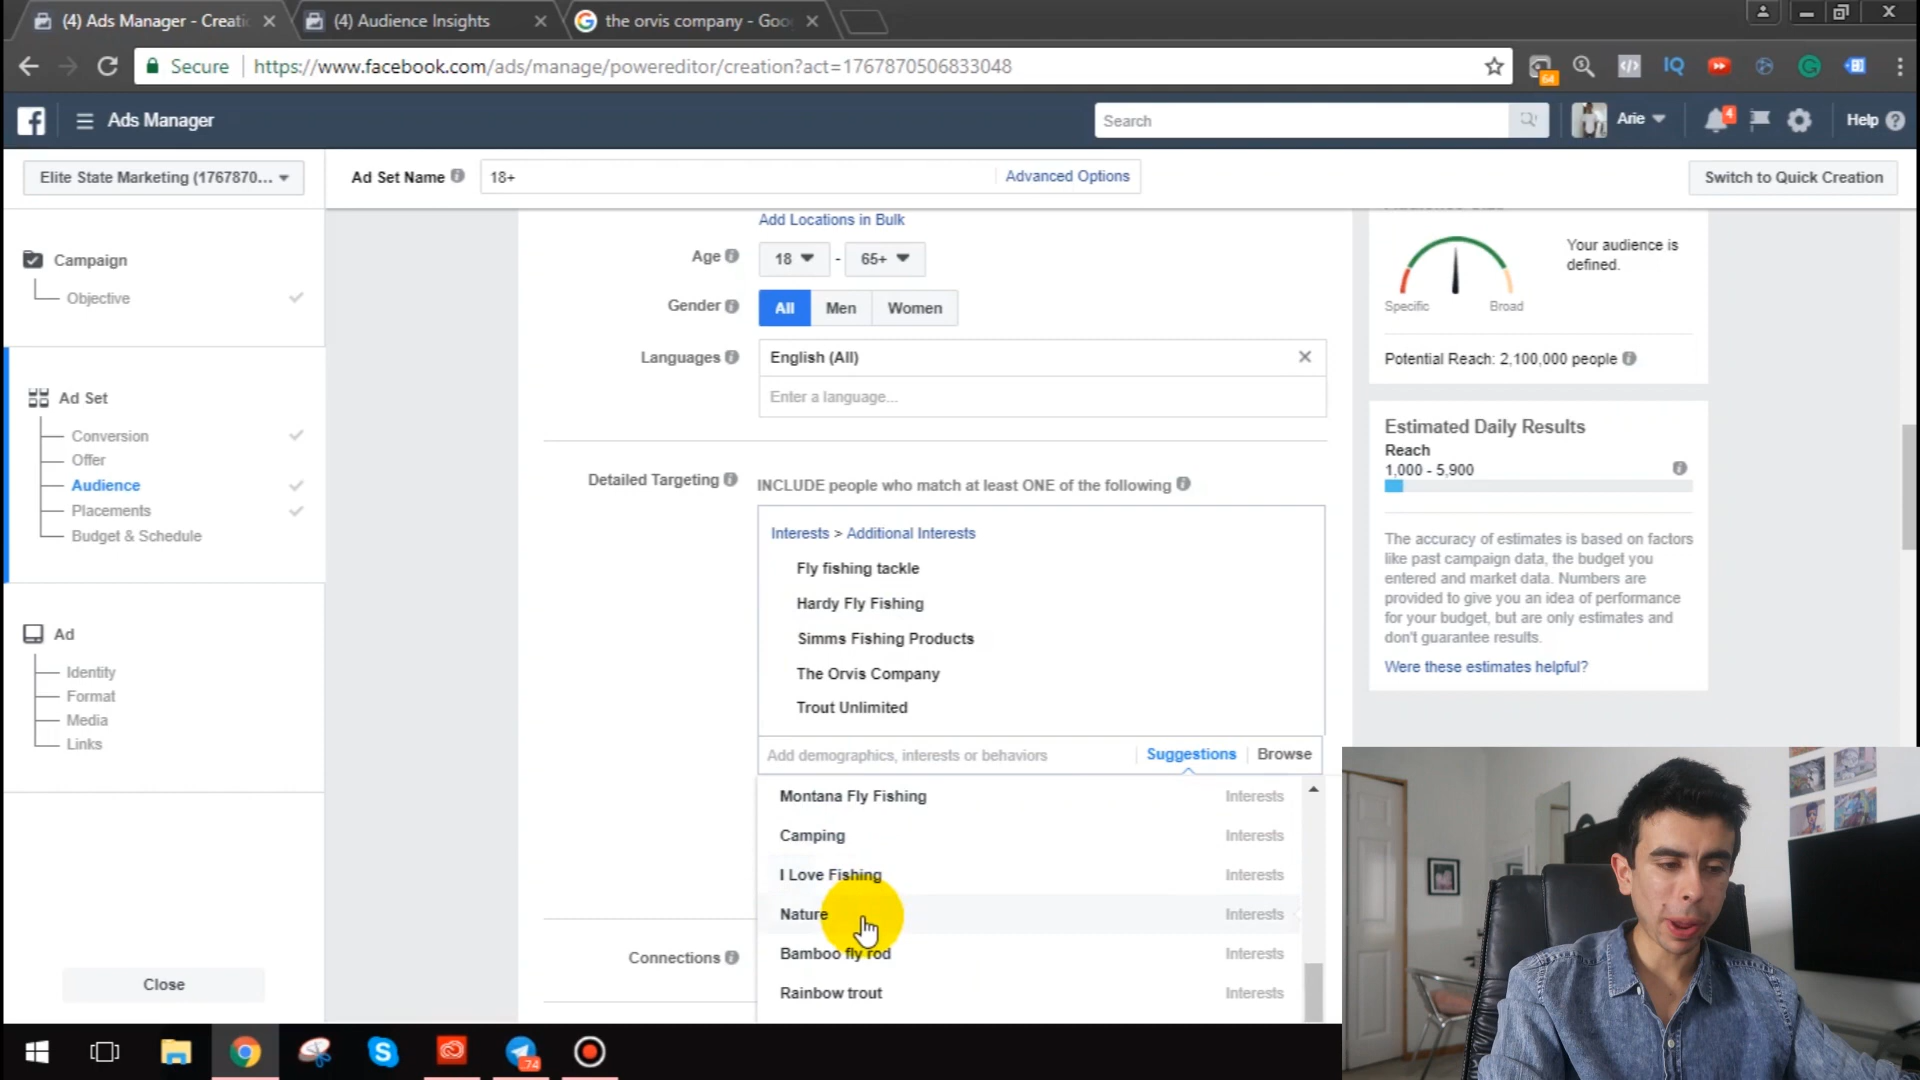 (4) Ads Manager - Creatio
(4) Audience Insights
the orvis company - Goo
Secure
https://www.facebook.com/ads/manage/powereditor/creation?act=1767870506833048
64
IQ
Ads Manager
Search
Arie
4
Help
Elite State Marketing (1767870...
Ad Set Name
18+
Advanced Options
Switch to Quick Creation
Campaign
Objective
Ad Set
Conversion
Offer
Audience
Placements
Budget & Schedule
Ad
Identity
Format
Media
Links
Close
Add Locations in Bulk
Age
18
-
65+
Gender
All
Men
Women
Languages
English (All)
Enter a language...
Detailed Targeting
INCLUDE people who match at least ONE of the following
Interests > Additional Interests
Fly fishing tackle
Hardy Fly Fishing
Simms Fishing Products
The Orvis Company
Trout Unlimited
Add demographics, interests or behaviors
Suggestions
Browse
Montana Fly Fishing Interests
Camping Interests
I Love Fishing Interests
Nature Interests
Bamboo fly rod Interests
Rainbow trout Interests
Connections
Your audience is
defined.
Specific
Broad
Potential Reach: 2,100,000 people
Estimated Daily Results
Reach
1,000 - 5,900
The accuracy of estimates is based on factors
like past campaign data, the budget you
entered and market data. Numbers are
provided to give you an idea of performance
for your budget, but are only estimates and
don't guarantee results.
Were these estimates helpful?
74